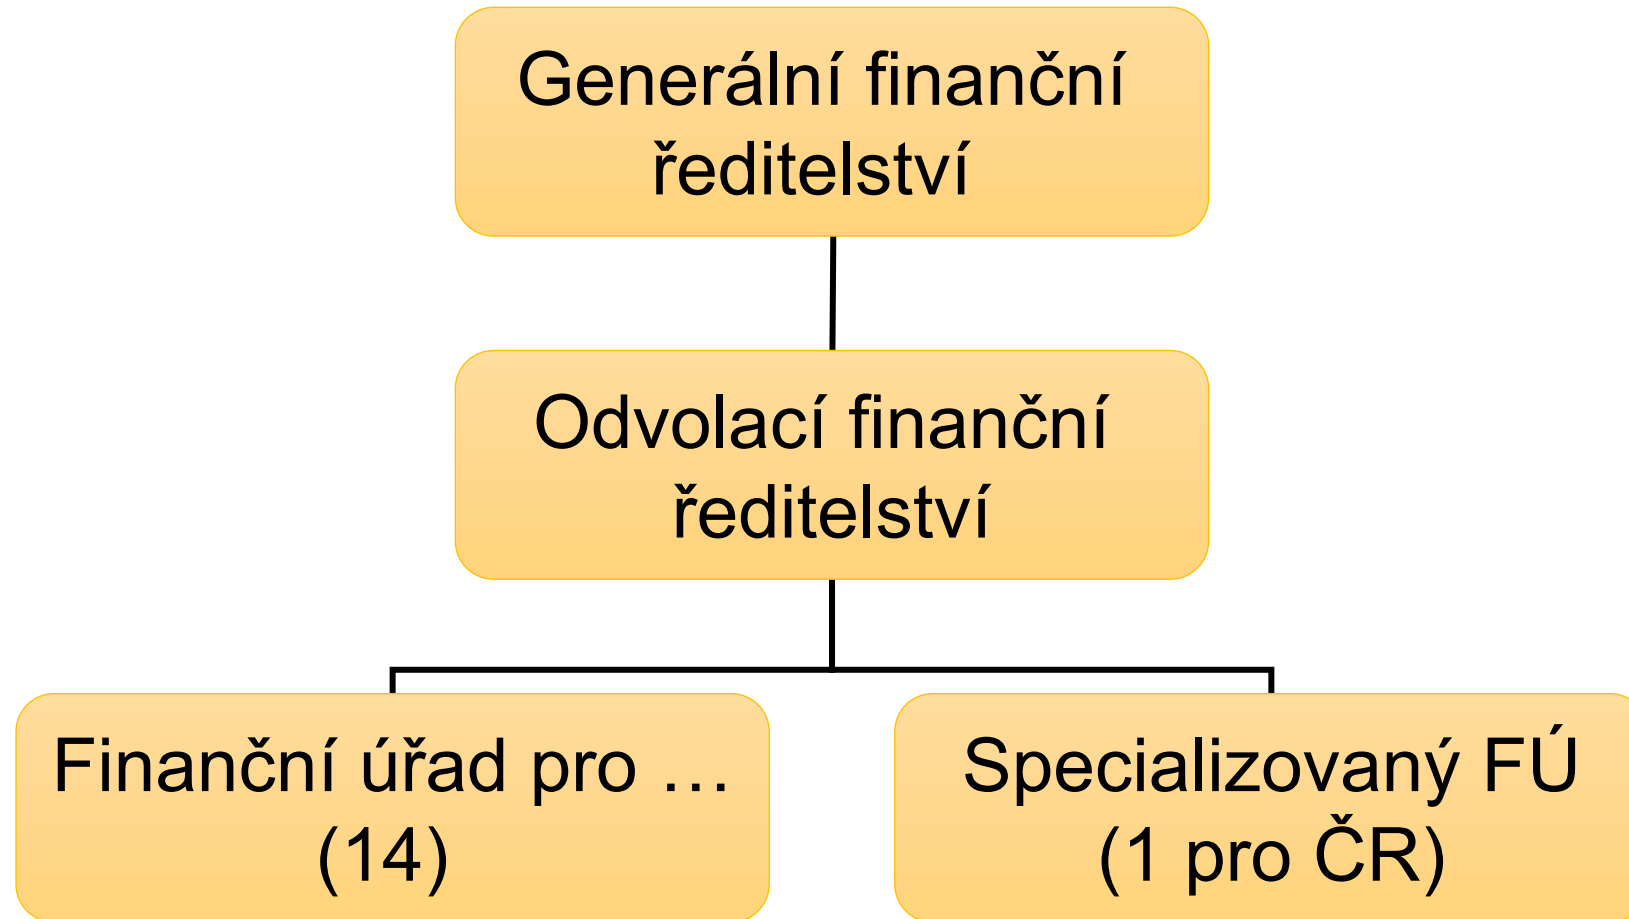 Generální finanční
ředitelství
Odvolací finanční
ředitelství
Finanční úřad pro …
(14)
Specializovaný FÚ
(1 pro ČR)